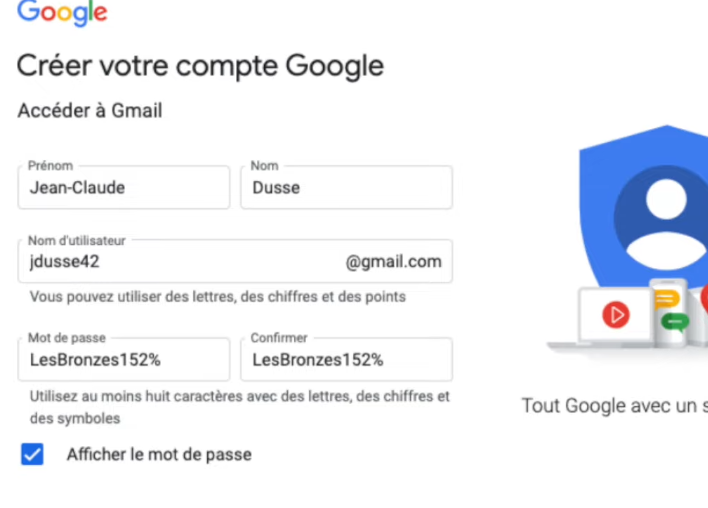 Google
Créer votre compte Google
Accéder à Gmail
Prénom
Jean-Claude
Nom
Dusse
Nom d'utilisateur
jdusse42
@gmail.com
Vous pouvez utiliser des lettres, des chiffres et des points
Mot de passe
LesBronzes152%
Confirmer
LesBronzes152%
Utilisez au moins huit caractères avec des lettres, des chiffres et
des symboles
Afficher le mot de passe
Tout Google avec un s